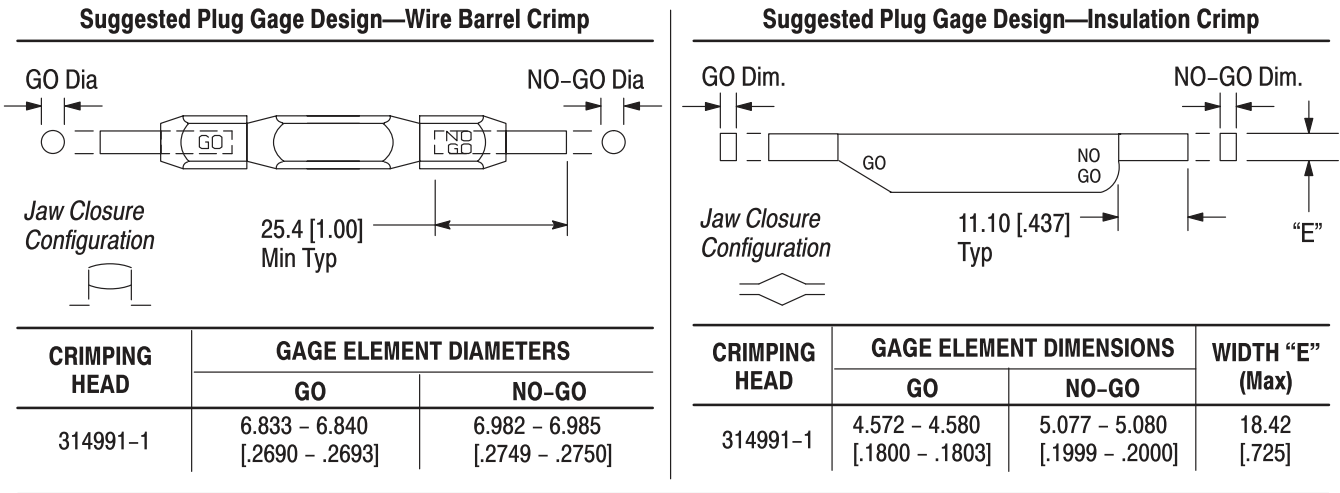 Suggested Plug Gage Design—Wire Barrel Crimp
GO Dia
NO–GO Dia
GO
NO
GO
Jaw Closure
Configuration
25.4 [1.00]
Min Typ
CRIMPING
HEAD
GAGE ELEMENT DIAMETERS
GO
NO–GO
314991–1
6.833 – 6.840
[.2690 – .2693]
6.982 – 6.985
[.2749 – .2750]
Suggested Plug Gage Design—Insulation Crimp
GO Dim.
NO–GO Dim.
GO
NO
GO
Jaw Closure
Configuration
11.10 [.437]
Typ
“E”
CRIMPING
HEAD
GAGE ELEMENT DIMENSIONS
WIDTH “E”
(Max)
GO
NO–GO
314991–1
4.572 – 4.580
[.1800 – .1803]
5.077 – 5.080
[.1999 – .2000]
18.42
[.725]